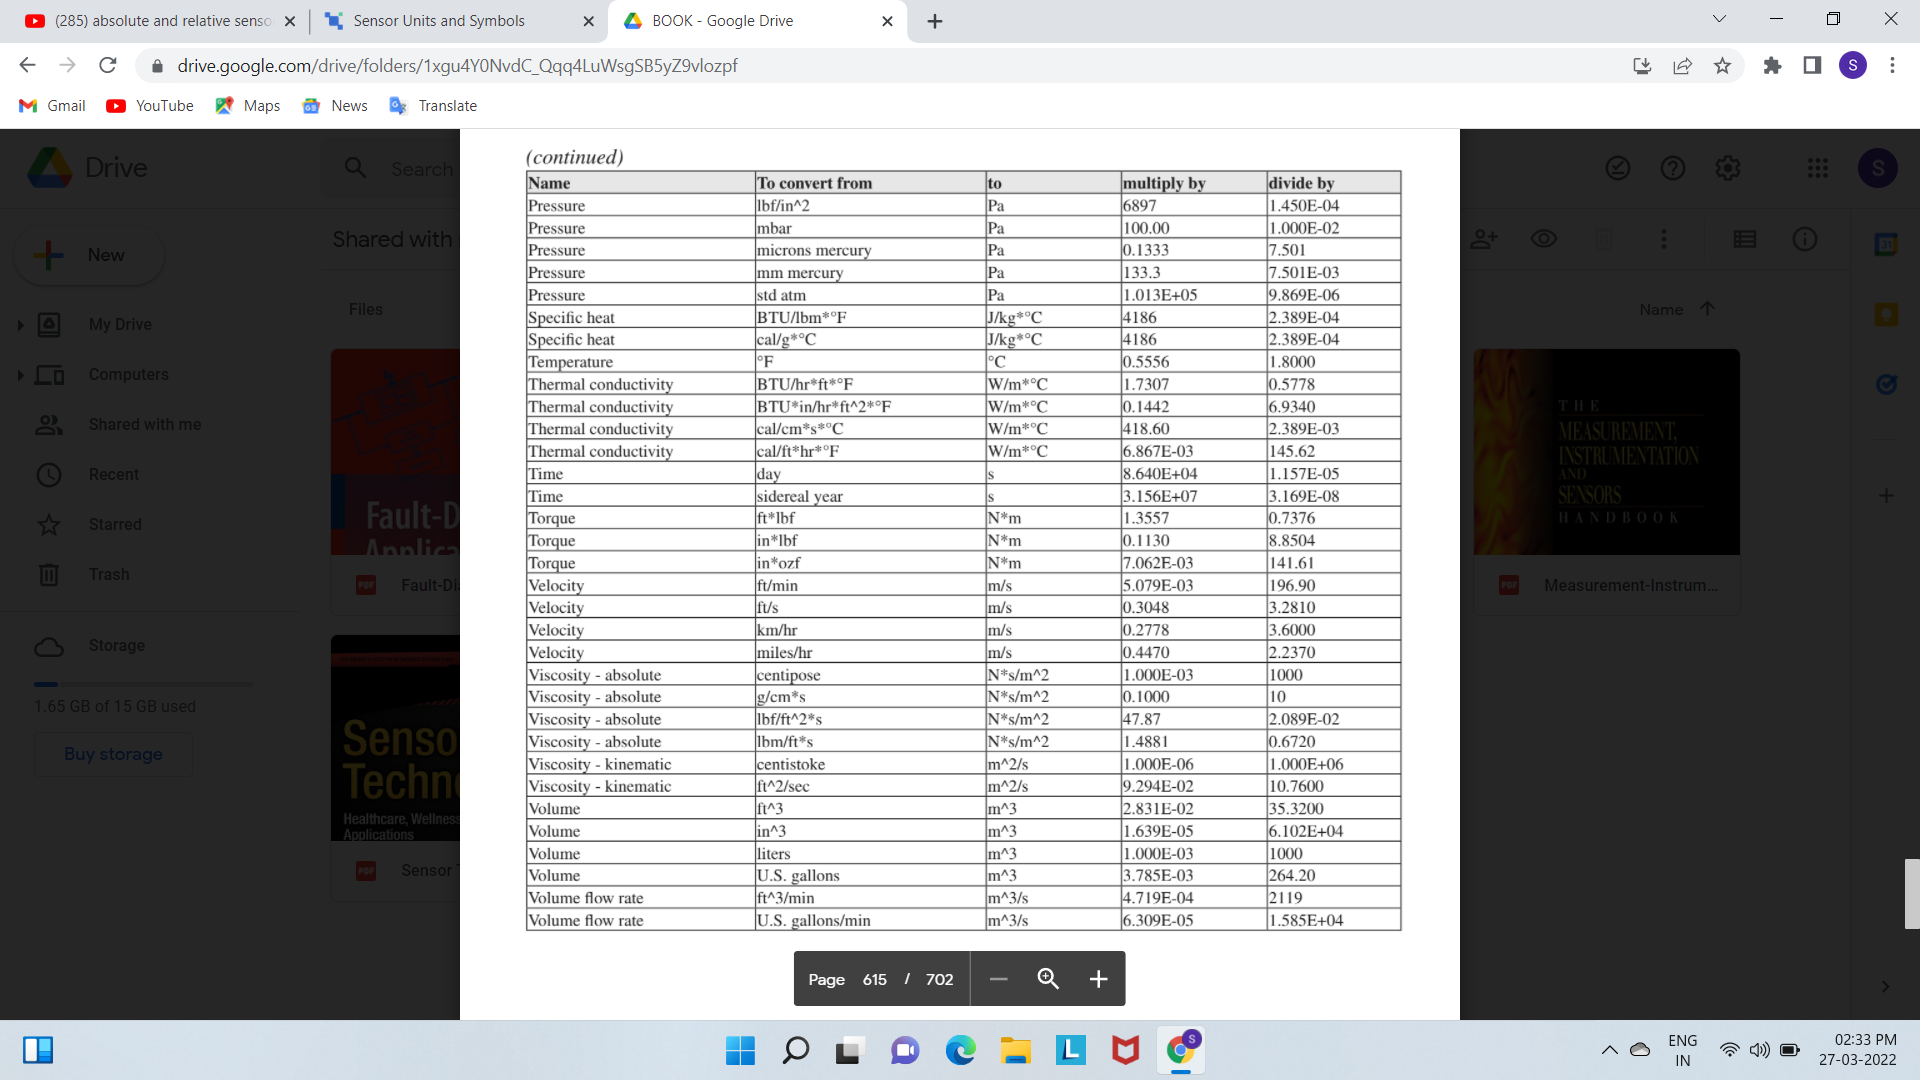 (285) absolute and relative senso
Sensor Units and Symbols
BOOK - Google Drive
drive.google.com/drive/folders/1xgu4Y0NvdC_Qqq4LuWsgSB5yZ9vlozpf
S
Gmail YouTube Maps News Translate
Drive
Search
S
New
Shared with
Files
Name
My Drive
Computers
Shared with me
Recent
Starred
Trash
Storage
1.65 GB of 15 GB used
Buy storage
Fault-D
Applica
PDF Fault-Di
Senso
Techn
Healthcare, Wellness
Applications
PDF Sensor
(continued)
Name To convert from to multiply by divide by
Pressure lbf/in^2 Pa 6897 1.450E-04
Pressure mbar Pa 100.00 1.000E-02
Pressure microns mercury Pa 0.1333 7.501
Pressure mm mercury Pa 133.3 7.501E-03
Pressure std atm Pa 1.013E+05 9.869E-06
Specific heat BTU/lbm*°F J/kg*°C 4186 2.389E-04
Specific heat cal/g*°C J/kg*°C 4186 2.389E-04
Temperature °F °C 0.5556 1.8000
Thermal conductivity BTU/hr*ft*°F W/m*°C 1.7307 0.5778
Thermal conductivity BTU*in/hr*ft^2*°F W/m*°C 0.1442 6.9340
Thermal conductivity cal/cm*s*°C W/m*°C 418.60 2.389E-03
Thermal conductivity cal/ft*hr*°F W/m*°C 6.867E-03 145.62
Time day s 8.640E+04 1.157E-05
Time sidereal year s 3.156E+07 3.169E-08
Torque ft*lbf N*m 1.3557 0.7376
Torque in*lbf N*m 0.1130 8.8504
Torque in*ozf N*m 7.062E-03 141.61
Velocity ft/min m/s 5.079E-03 196.90
Velocity ft/s m/s 0.3048 3.2810
Velocity km/hr m/s 0.2778 3.6000
Velocity miles/hr m/s 0.4470 2.2370
Viscosity - absolute centipose N*s/m^2 1.000E-03 1000
Viscosity - absolute g/cm*s N*s/m^2 0.1000 10
Viscosity - absolute lbf/ft^2*s N*s/m^2 47.87 2.089E-02
Viscosity - absolute lbm/ft*s N*s/m^2 1.4881 0.6720
Viscosity - kinematic centistoke m^2/s 1.000E-06 1.000E+06
Viscosity - kinematic ft^2/sec m^2/s 9.294E-02 10.7600
Volume ft^3 m^3 2.831E-02 35.3200
Volume in^3 m^3 1.639E-05 6.102E+04
Volume liters m^3 1.000E-03 1000
Volume U.S. gallons m^3 3.785E-03 264.20
Volume flow rate ft^3/min m^3/s 4.719E-04 2119
Volume flow rate U.S. gallons/min m^3/s 6.309E-05 1.585E+04
Page 615 / 702
THE
MEASUREMENT,
INSTRUMENTATION
AND
SENSORS
HANDBOOK
PDF Measurement-Instrum...
31
L
S
ENG
IN
02:33 PM
27-03-2022